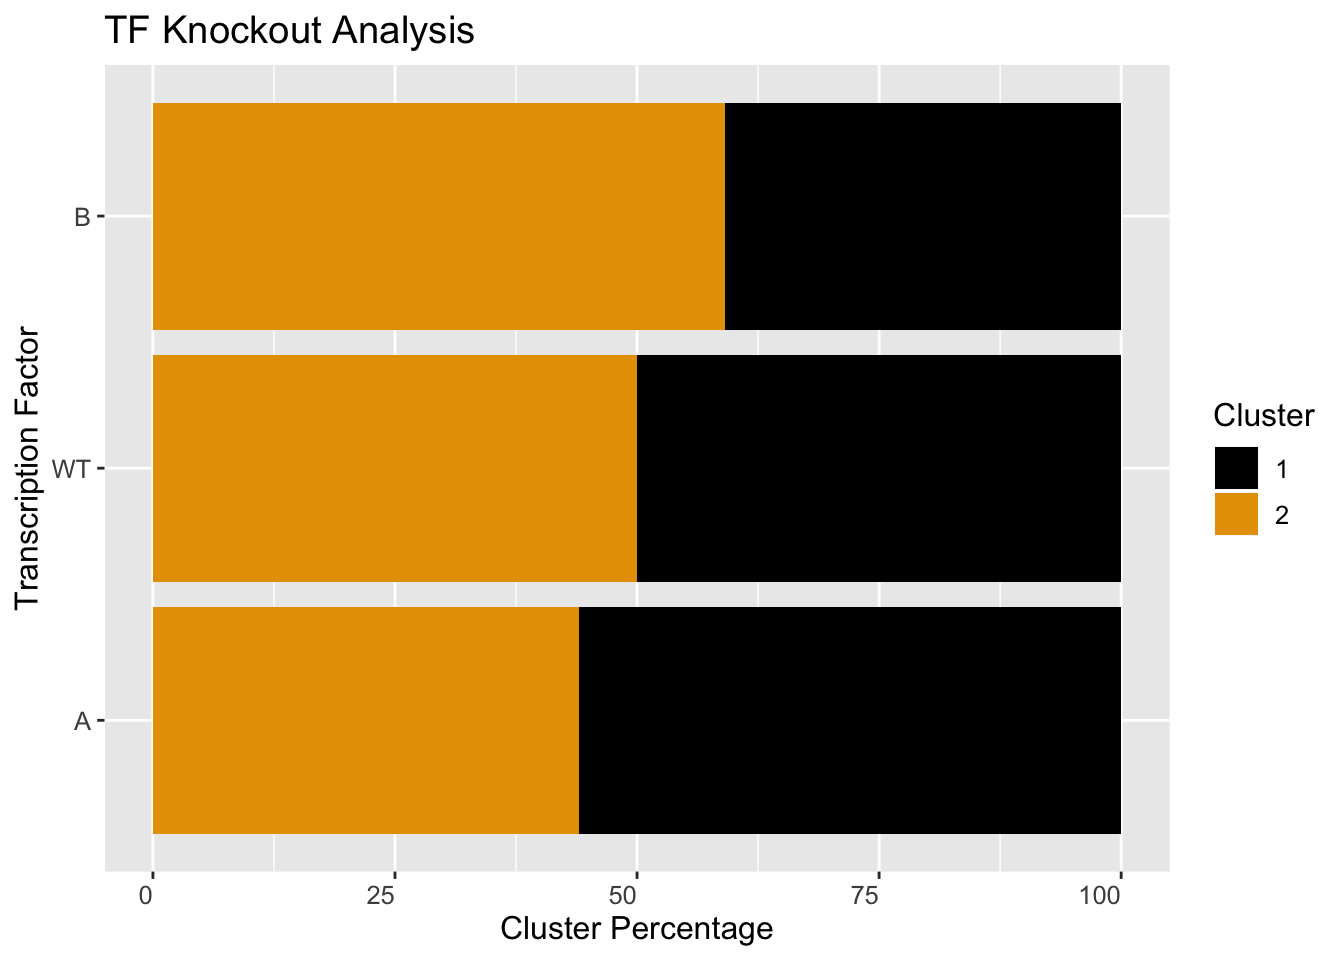 TF Knockout Analysis
Transcription Factor
B
WT
A
0 25 50 75 100
Cluster Percentage
Cluster
1
2